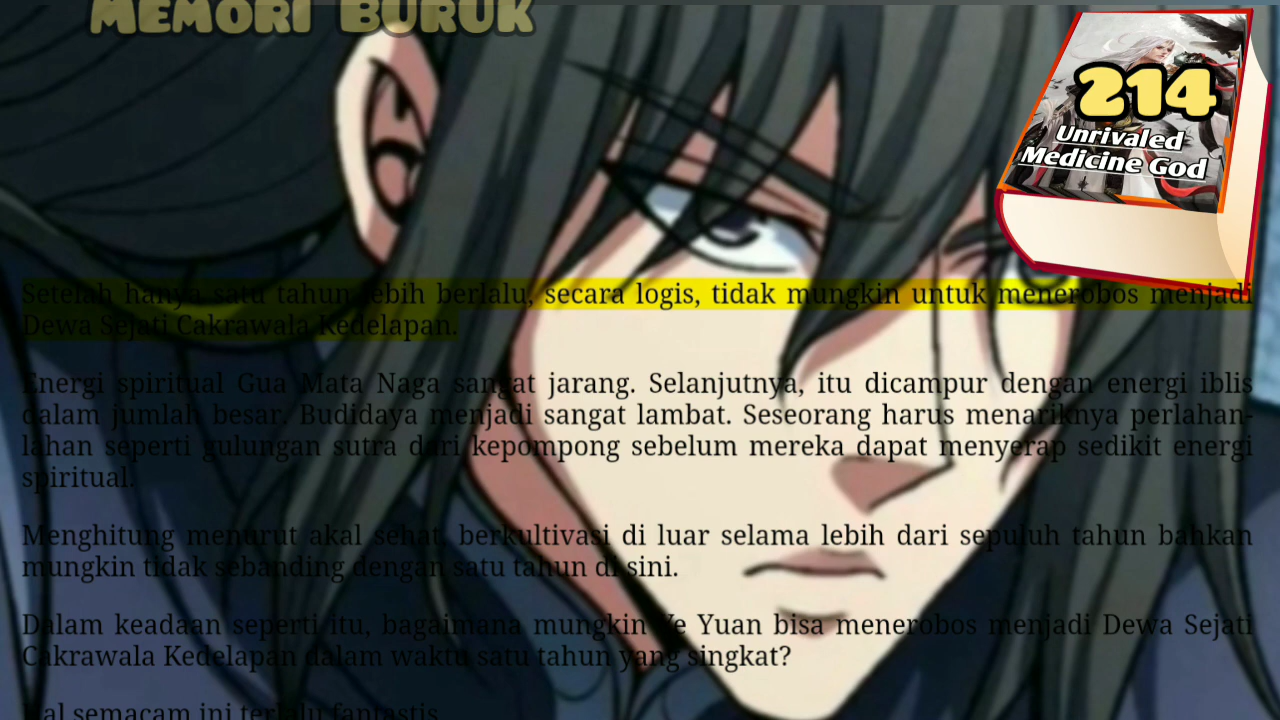 MEMORI BURUK
214
Unrivaled
Medicine God
Setelah hanya satu tahun lebih berlalu, secara logis, tidak mungkin untuk menerobos menjadi
Dewa Sejati Cakrawala Kedelapan.
Energi spiritual Gua Mata Naga sangat jarang. Selanjutnya, itu dicampur dengan energi iblis
dalam jumlah besar. Budidaya menjadi sangat lambat. Seseorang harus menariknya perlahan-
lahan seperti gulungan sutra dari kepompong sebelum mereka dapat menyerap sedikit energi
spiritual.
Menghitung menurut akal sehat, berkultivasi di luar selama lebih dari sepuluh tahun bahkan
mungkin tidak sebanding dengan satu tahun di sini.
Dalam keadaan seperti itu, bagaimana mungkin Ye Yuan bisa menerobos menjadi Dewa Sejati
Cakrawala Kedelapan dalam waktu satu tahun yang singkat?
Hal semacam ini terlalu fantastis.